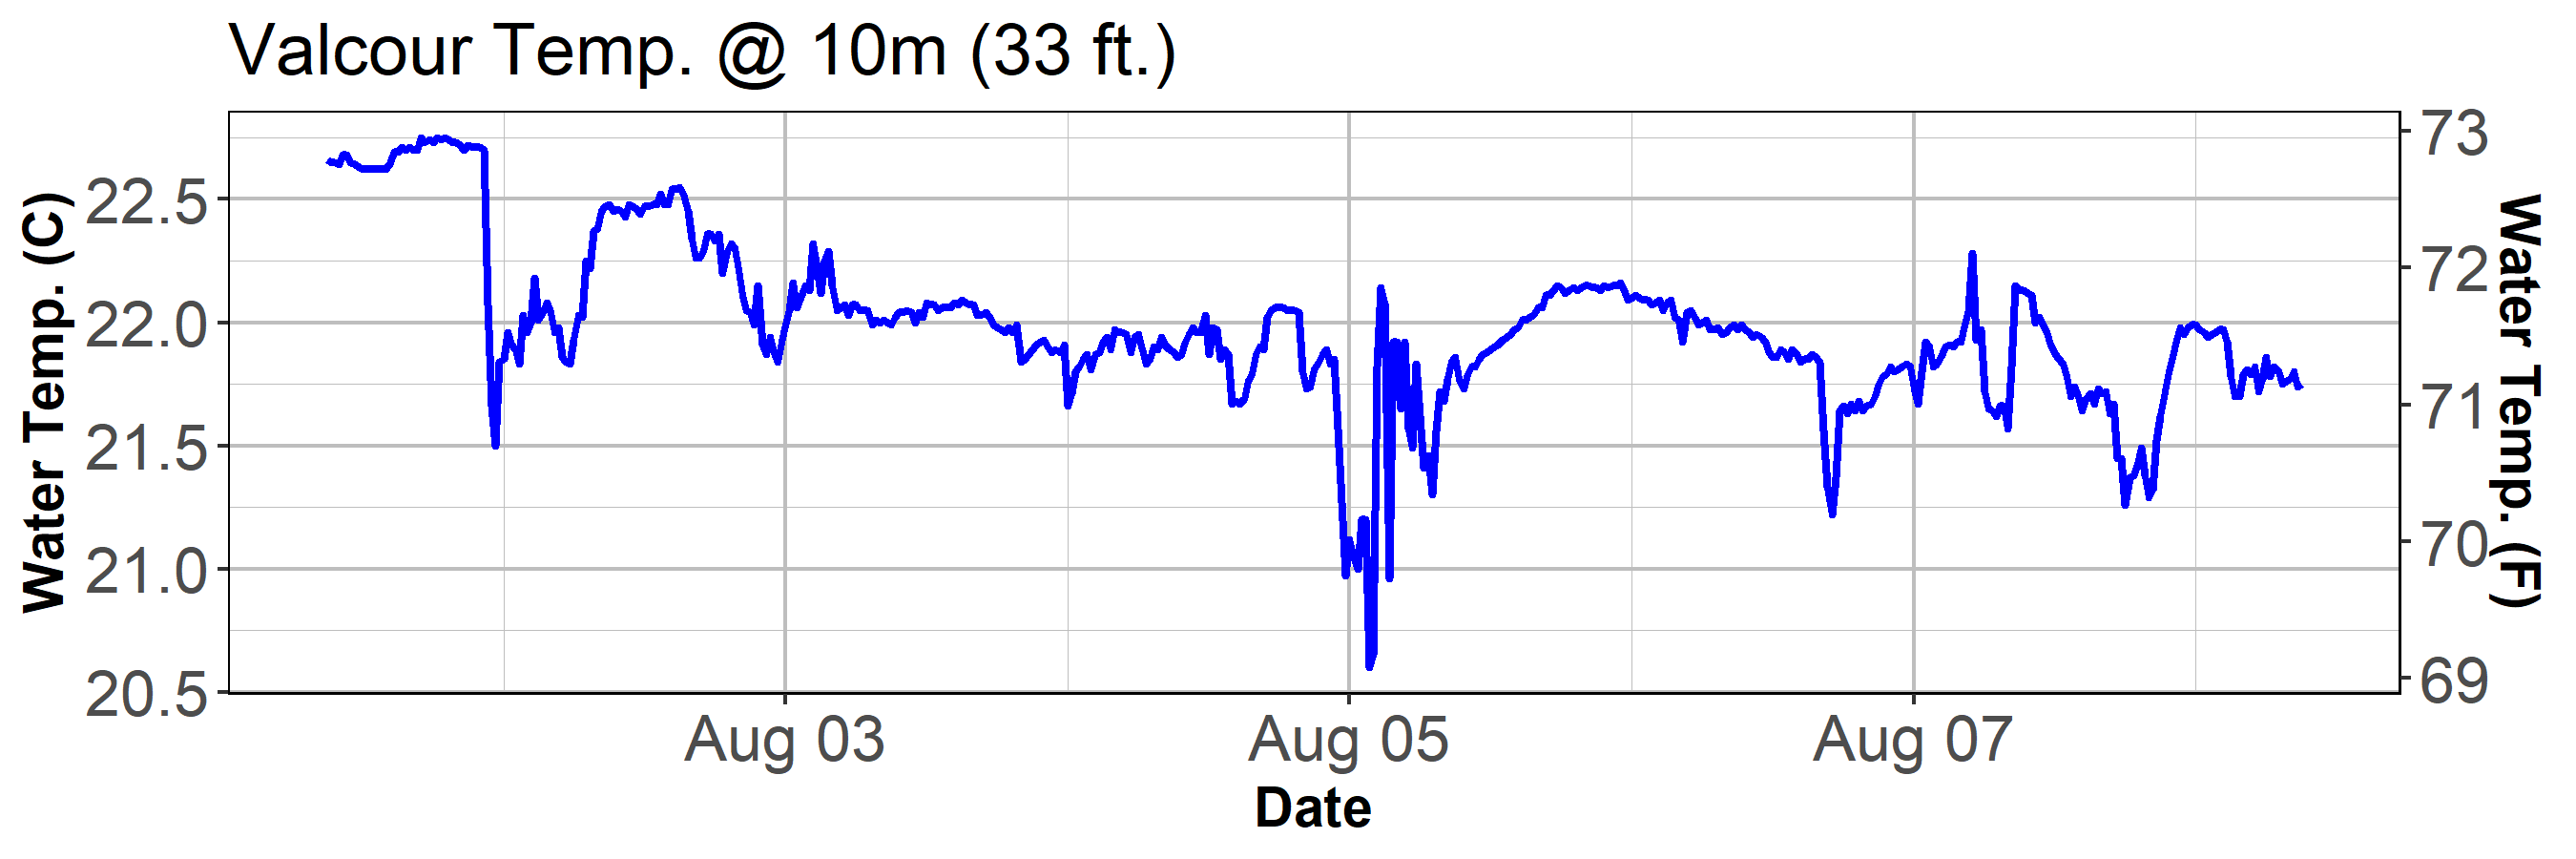 Valcour Temp. @ 10m (33 ft.)
Water Temp. (C)
22.5
22.0
21.5
21.0
20.5
73
72
71
70
69
Water Temp. (F)
Aug 03
Aug 05
Aug 07
Date